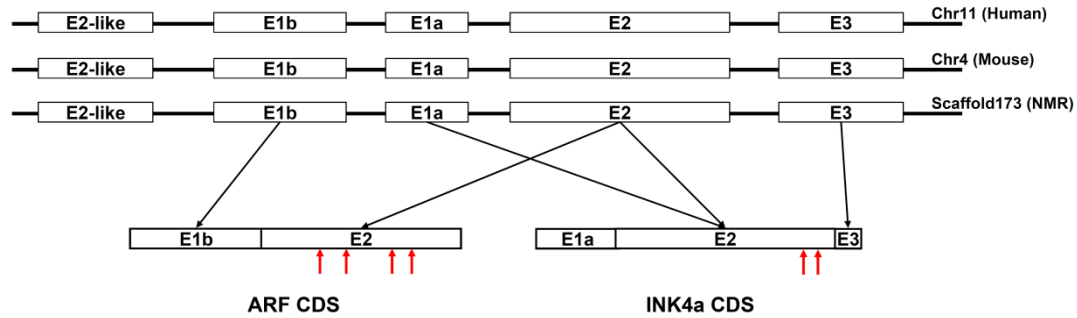 E2-like E1b E1a E2 E3 Chr11 (Human)
E2-like E1b E1a E2 E3 Chr4 (Mouse)
E2-like E1b E1a E2 E3 Scaffold173 (NMR)
E1b E2 E1a E2 E3
ARF CDS INK4a CDS